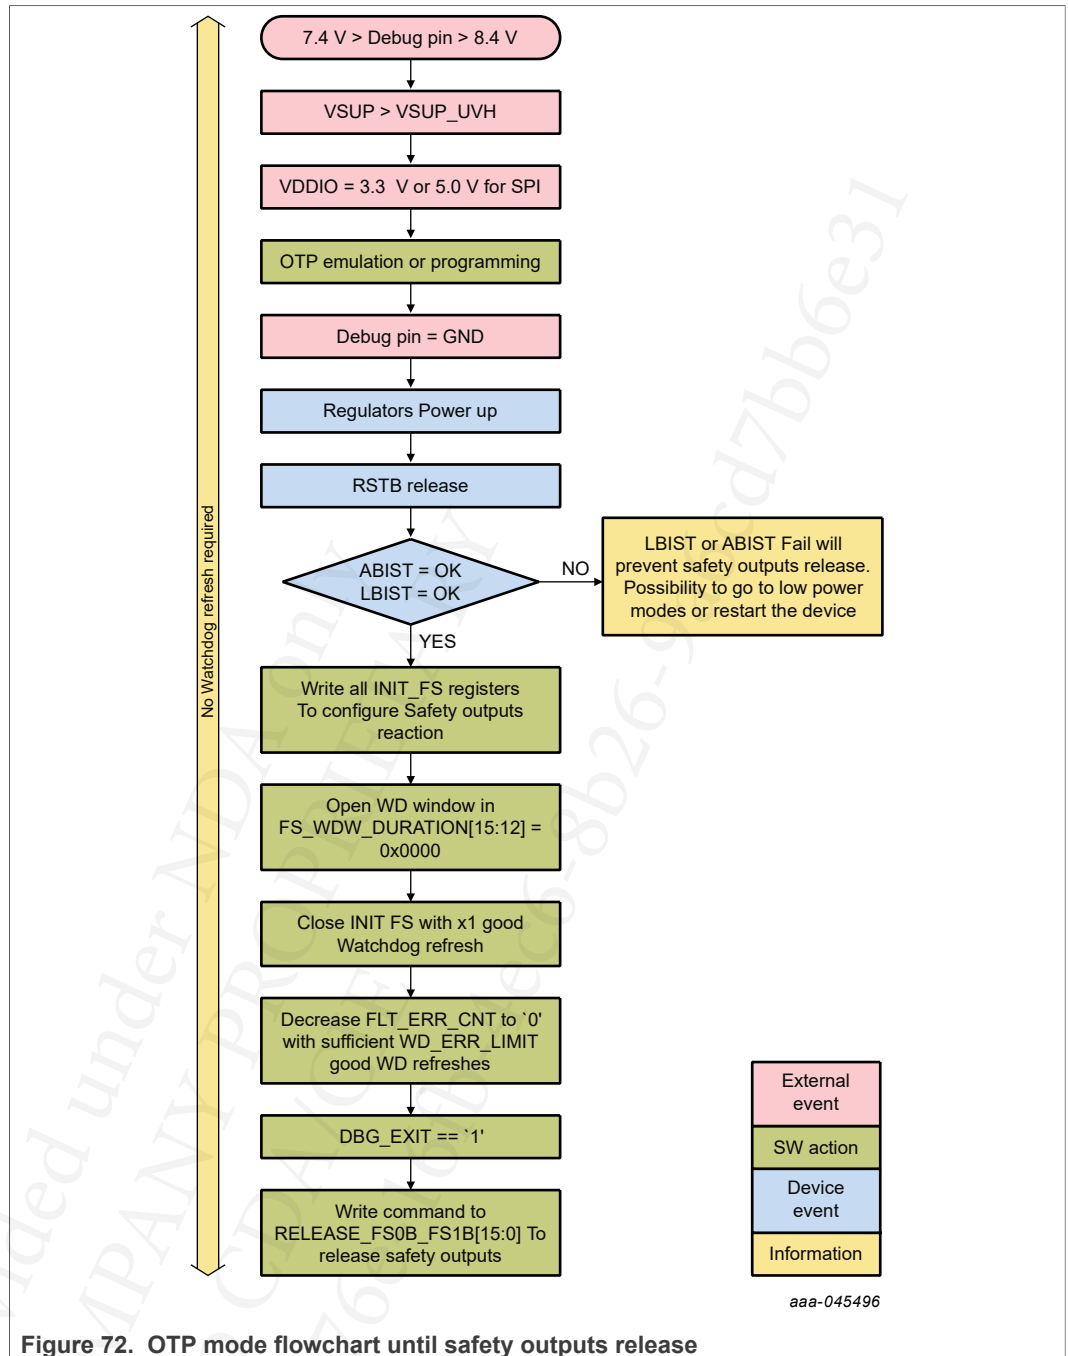 7.4 V > Debug pin > 8.4 V
VSUP > VSUP_UVH
VDDIO = 3.3 V or 5.0 V for SPI
OTP emulation or programming
Debug pin = GND
Regulators Power up
RSTB release
No Watchdog refresh required
ABIST = OK
LBIST = OK
NO
LBIST or ABIST Fail will
prevent safety outputs release.
Possibility to go to low power
modes or restart the device
YES
Write all INIT_FS registers
To configure Safety outputs
reaction
Open WD window in
FS_WDW_DURATION[15:12] =
0x0000
Close INIT FS with x1 good
Watchdog refresh
Decrease FLT_ERR_CNT to `0'
with sufficient WD_ERR_LIMIT
good WD refreshes
DBG_EXIT == `1'
Write command to
RELEASE_FS0B_FS1B[15:0] To
release safety outputs
External
event
SW action
Device
event
Information
aaa-045496
Figure 72. OTP mode flowchart until safety outputs release